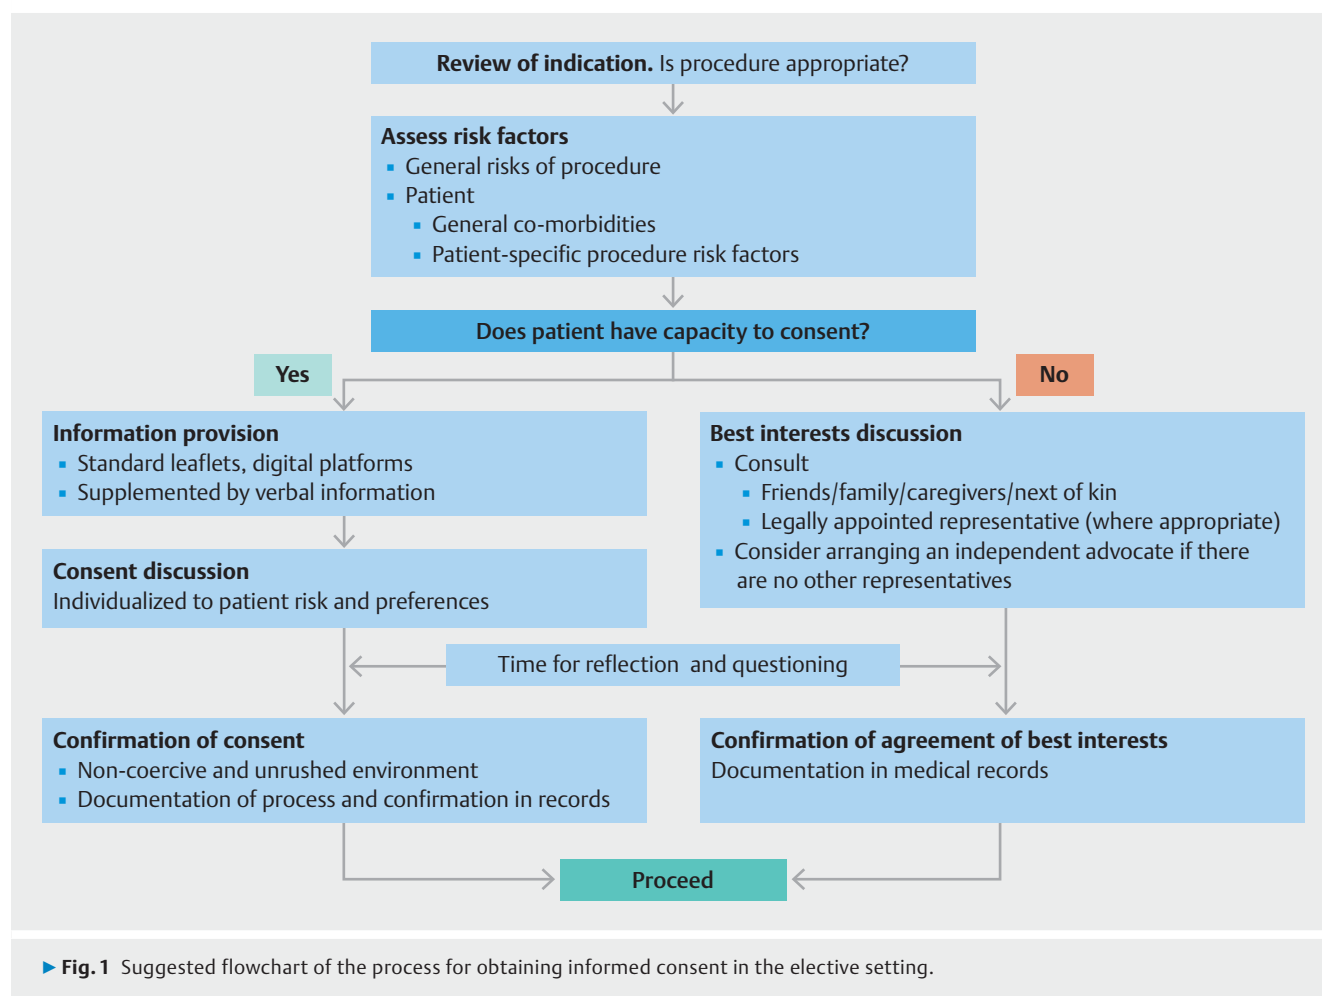 Review of indication. Is procedure appropriate?
Assess risk factors
▪ General risks of procedure
▪ Patient
▪ General co-morbidities
▪ Patient-specific procedure risk factors
Does patient have capacity to consent?
Yes
No
Information provision
▪ Standard leaflets, digital platforms
▪ Supplemented by verbal information
Consent discussion
Individualized to patient risk and preferences
Best interests discussion
▪ Consult
▪ Friends/family/caregivers/next of kin
▪ Legally appointed representative (where appropriate)
▪ Consider arranging an independent advocate if there
are no other representatives
Time for reflection and questioning
Confirmation of consent
▪ Non-coercive and unrushed environment
▪ Documentation of process and confirmation in records
Confirmation of agreement of best interests
Documentation in medical records
Proceed
▶ Fig. 1 Suggested flowchart of the process for obtaining informed consent in the elective setting.